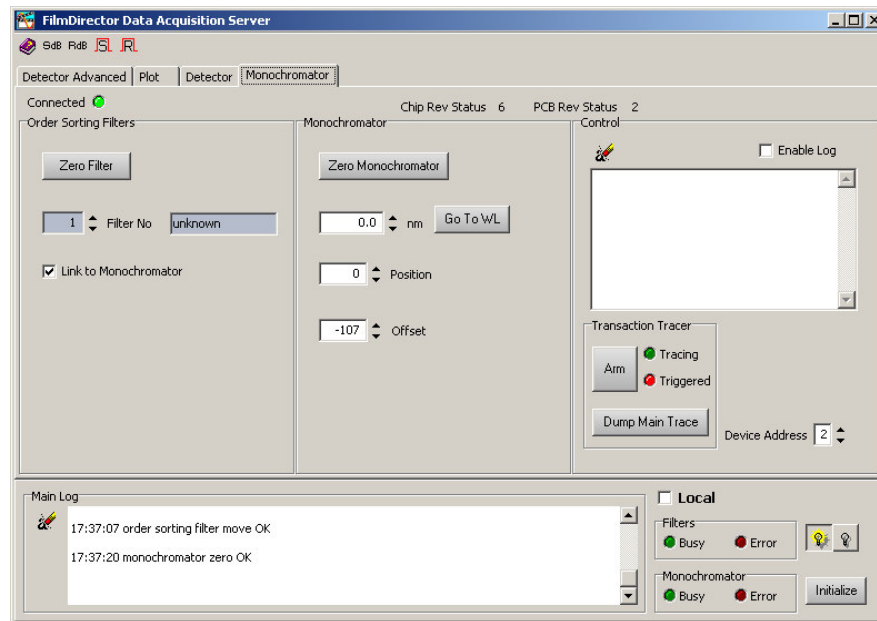 FilmDirector Data Acquisition Server
SdB RdB S R
Detector Advanced Plot Detector Monochromator
Connected Chip Rev Status 6 PCB Rev Status 2
Order Sorting Filters
Zero Filter
1 Filter No unknown
Link to Monochromator
Monochromator
Zero Monochromator
0.0 nm Go To WL
0 Position
-107 Offset
Control
Enable Log
Transaction Tracer
Arm
Tracing
Triggered
Dump Main Trace
Device Address 2
Main Log
17:37:07 order sorting filter move OK
17:37:20 monochromator zero OK
Local
Filters
Busy Error
Monochromator
Busy Error
Initialize